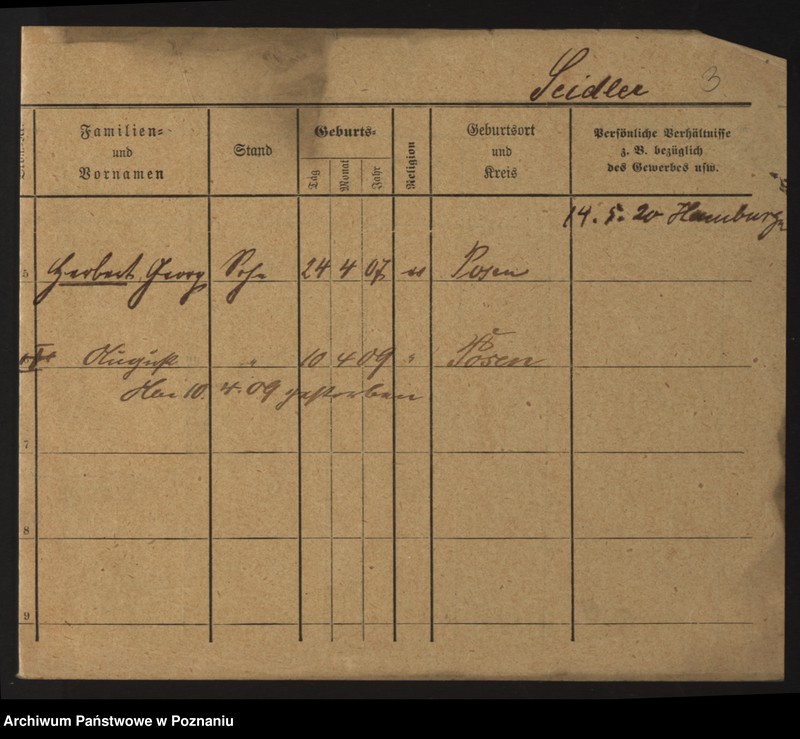 Seidler 3
Familien- und Vornamen
Stand
Geburts-
Tag
Monat
Jahr
Religion
Geburtsort und Kreis
Persönliche Verhältnisse
z. B. bezüglich
des Gewerbes usw.
14. 5. 20 Hamburg
5 Herbert Georg Sohn 24 4 07 Posen
August " 10 4 09 " Posen
10. 4. 09 gestorben
7
8
9
Archiwum Państwowe w Poznaniu